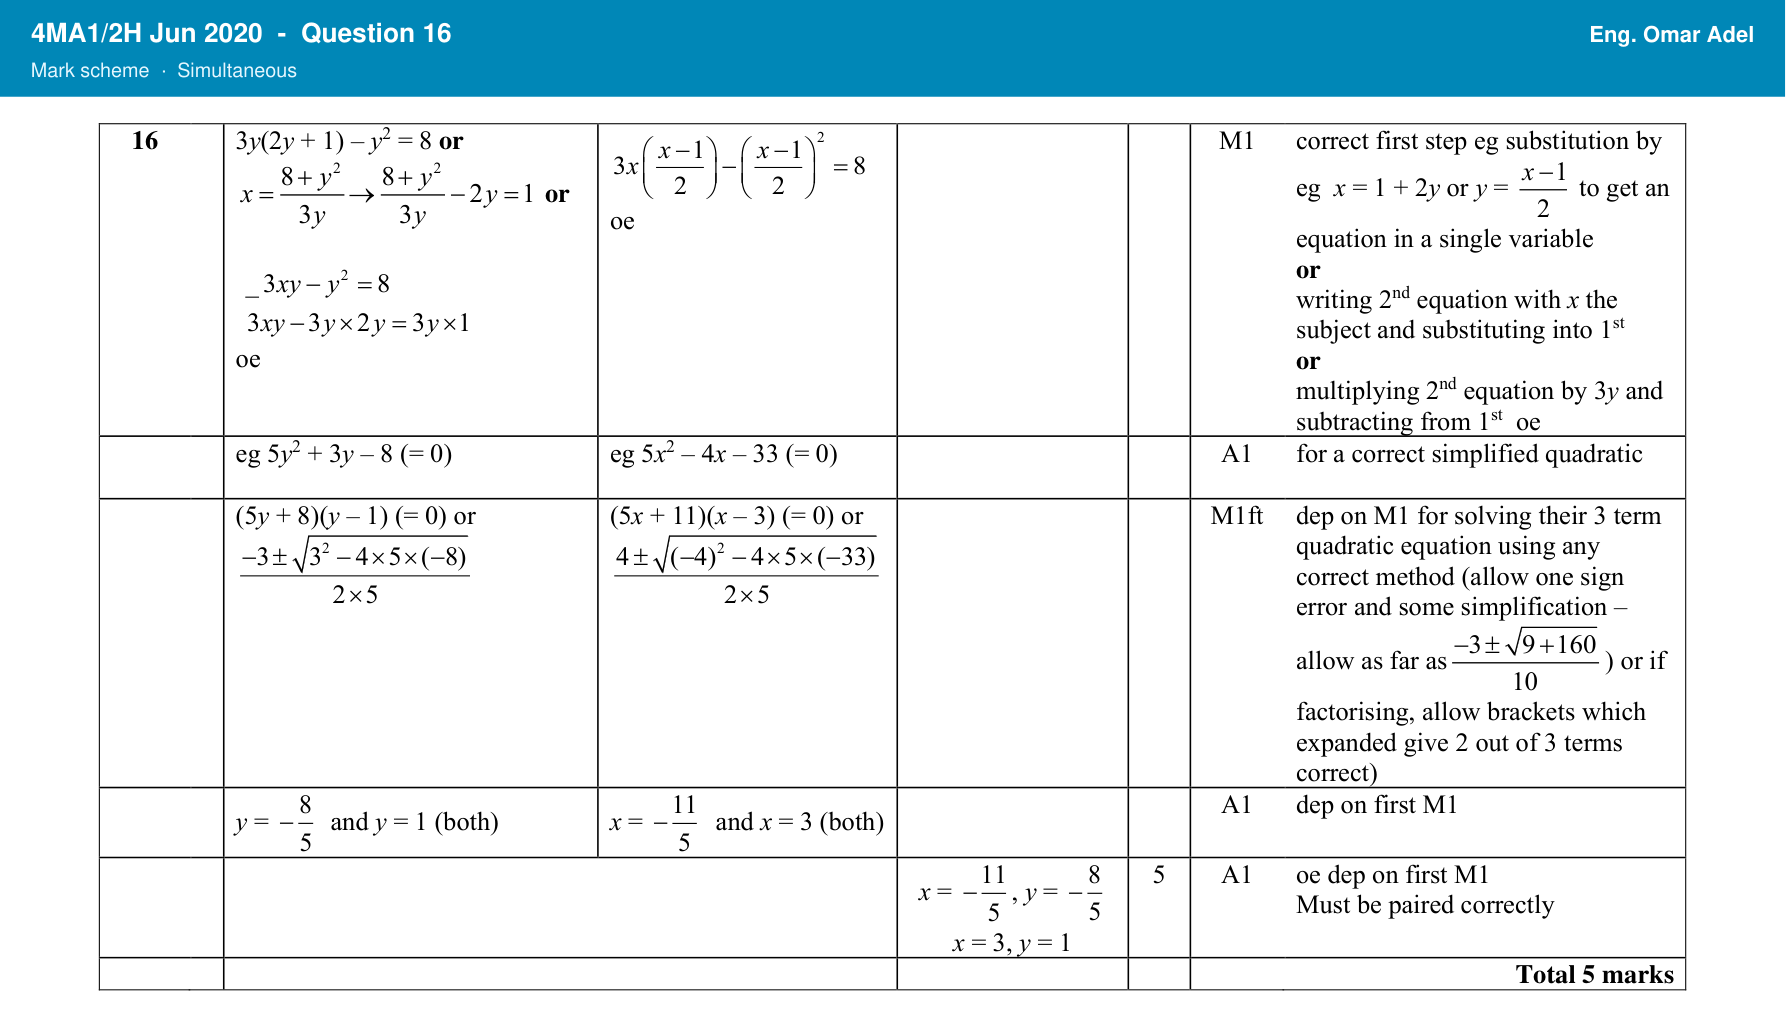 4MA1/2H Jun 2020 - Question 16
Eng. Omar Adel
Mark scheme · Simultaneous
16
3y(2y + 1) – y² = 8 or
x = (8 + y²)/(3y) → (8 + y²)/(3y) − 2y = 1 or
_ 3xy − y² = 8
3xy − 3y × 2y = 3y × 1
oe
3x((x − 1)/2) − ((x − 1)/2)² = 8
oe
M1
correct first step eg substitution by
eg x = 1 + 2y or y = (x − 1)/2 to get an
equation in a single variable
or
writing 2nd equation with x the
subject and substituting into 1st
or
multiplying 2nd equation by 3y and
subtracting from 1st oe
eg 5y² + 3y – 8 (= 0)
eg 5x² – 4x – 33 (= 0)
A1
for a correct simplified quadratic
(5y + 8)(y – 1) (= 0) or
(−3 ± √(3² − 4 × 5 × (−8)))/(2 × 5)
(5x + 11)(x – 3) (= 0) or
(4 ± √((−4)² − 4 × 5 × (−33)))/(2 × 5)
M1ft
dep on M1 for solving their 3 term
quadratic equation using any
correct method (allow one sign
error and some simplification –
allow as far as (−3 ± √(9 + 160))/10 ) or if
factorising, allow brackets which
expanded give 2 out of 3 terms
correct)
y = −8/5 and y = 1 (both)
x = −11/5 and x = 3 (both)
A1
dep on first M1
x = −11/5 , y = −8/5
x = 3, y = 1
5
A1
oe dep on first M1
Must be paired correctly
Total 5 marks